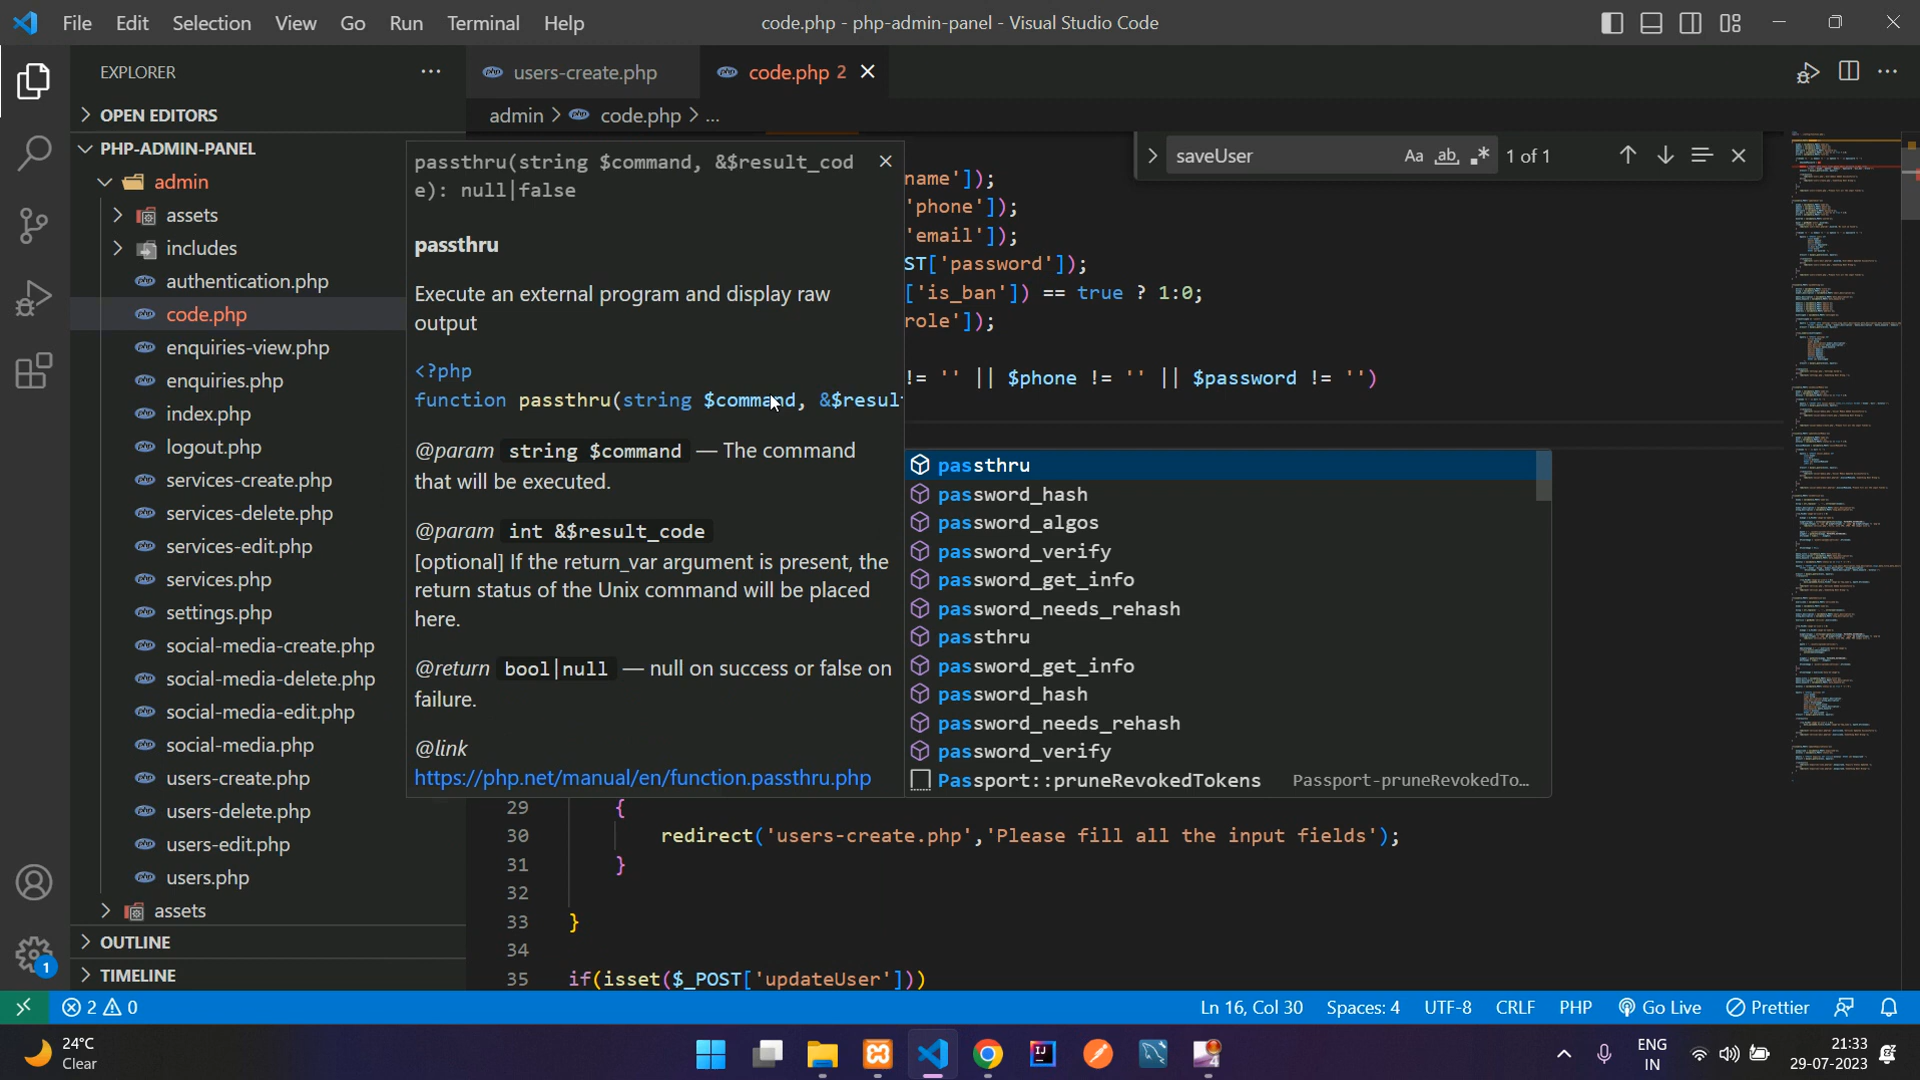 File Edit Selection View Go Run Terminal Help
code.php - php-admin-panel - Visual Studio Code
EXPLORER
OPEN EDITORS
PHP-ADMIN-PANEL
admin
assets
includes
authentication.php
code.php
enquiries-view.php
enquiries.php
index.php
logout.php
services-create.php
services-delete.php
services-edit.php
services.php
settings.php
social-media-create.php
social-media-delete.php
social-media-edit.php
social-media.php
users-create.php
users-delete.php
users-edit.php
users.php
assets
OUTLINE
TIMELINE
users-create.php
code.php 2
admin > code.php > ...
saveUser Aa ab .* 1 of 1
passthru(string $command, &$result_cod
e): null|false
passthru
Execute an external program and display raw
output
<?php
function passthru(string $command, &$resul
@param string $command — The command
that will be executed.
@param int &$result_code
[optional] If the return_var argument is present, the
return status of the Unix command will be placed
here.
@return bool|null — null on success or false on
failure.
@link
https://php.net/manual/en/function.passthru.php
name']);
'phone']);
'email']);
ST['password']);
['is_ban']) == true ? 1:0;
role']);
!= '' || $phone != '' || $password != '')
passthru
password_hash
password_algos
password_verify
password_get_info
password_needs_rehash
passthru
password_get_info
password_hash
password_needs_rehash
password_verify
Passport::pruneRevokedTokens Passport-pruneRevokedTo...
29 {
30 redirect('users-create.php','Please fill all the input fields');
31 }
32
33 }
34
35 if(isset($_POST['updateUser']))
1
2 0
Ln 16, Col 30 Spaces: 4 UTF-8 CRLF PHP Go Live Prettier
24°C
Clear
ENG
IN
21:33
29-07-2023